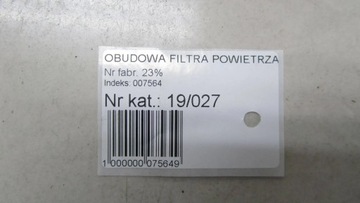 OBUDOWA FILTRA POWIETRZA
Nr fabr. 23%
Indeks: 007564
Nr kat.: 19/027
1 000000 075649